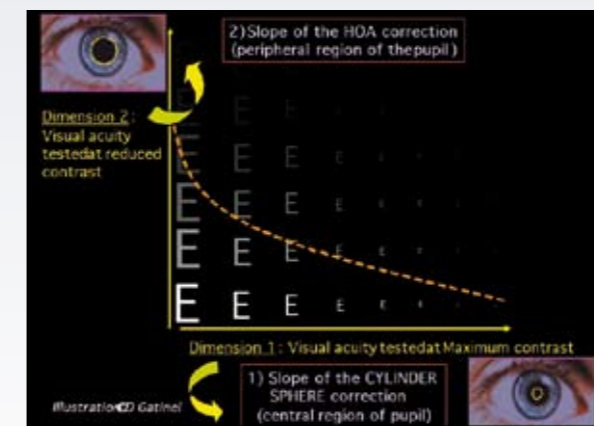 2) Slope of the HOA correction
(peripheral region of thepupil)
Dimension 2:
Visual acuity
testedat reduced
contrast
E E E E E
E E E E
E E E E
E E E E E
E E E E E E
Dimension 1: Visual acuity testedat Maximum contrast
1) Slope of the CYLINDER
SPHERE correction
(central region of pupil)
Illustration©D Gatinel